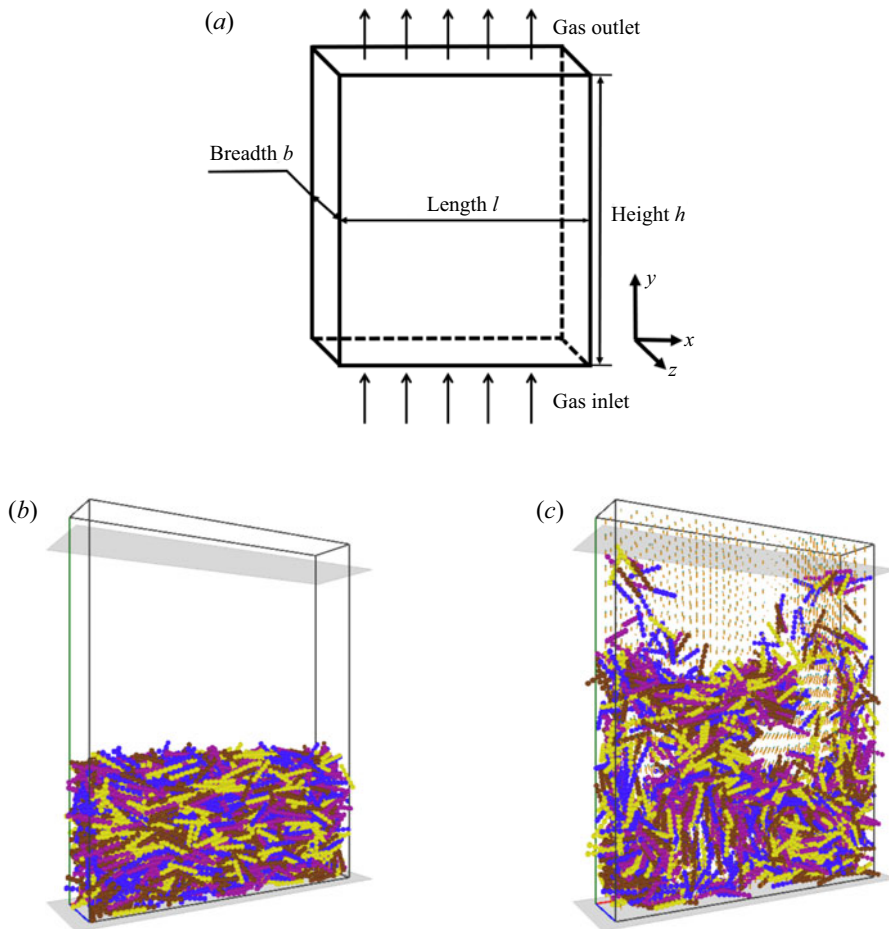 (a)
Gas outlet
Breadth b
Length l
Height h
y
x
z
Gas inlet
(b)
(c)